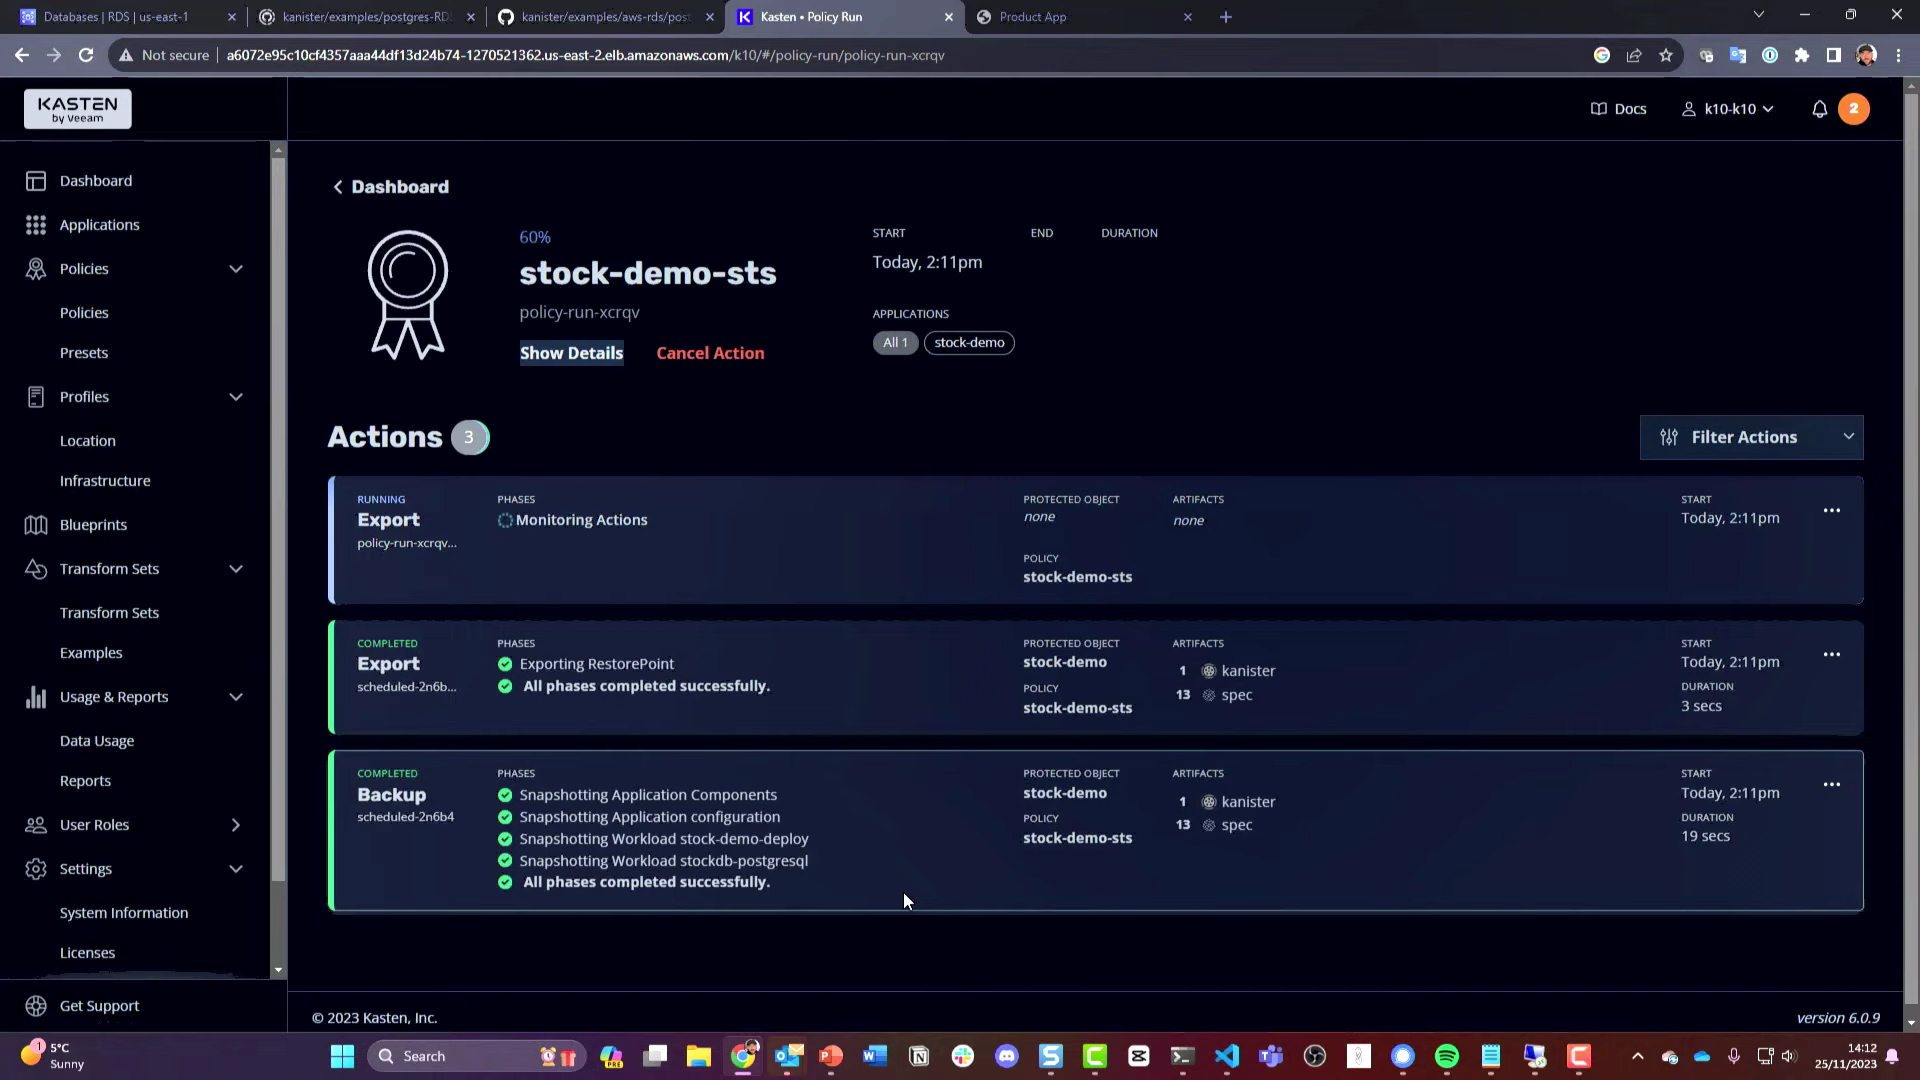 Databases | RDS | us-east-1
kanister/examples/postgres-RD
kanister/examples/aws-rds/post
Kasten • Policy Run
Product App
Not secure
a6072e95c10cf4357aaa44df13d24b74-1270521362.us-east-2.elb.amazonaws.com/k10/#/policy-run/policy-run-xcrqv
KASTEN
by Veeam
Docs
k10-k10
2
Dashboard
Applications
Policies
Policies
Presets
Profiles
Location
Infrastructure
Blueprints
Transform Sets
Transform Sets
Examples
Usage & Reports
Data Usage
Reports
User Roles
Settings
System Information
Licenses
Get Support
Dashboard
60%
stock-demo-sts
policy-run-xcrqv
Show Details
Cancel Action
START
Today, 2:11pm
END
DURATION
APPLICATIONS
All 1
stock-demo
Actions 3
Filter Actions
RUNNING
Export
policy-run-xcrqv...
PHASES
Monitoring Actions
PROTECTED OBJECT
none
POLICY
stock-demo-sts
ARTIFACTS
none
START
Today, 2:11pm
COMPLETED
Export
scheduled-2n6b...
PHASES
Exporting RestorePoint
All phases completed successfully.
PROTECTED OBJECT
stock-demo
POLICY
stock-demo-sts
ARTIFACTS
1 kanister
13 spec
START
Today, 2:11pm
DURATION
3 secs
COMPLETED
Backup
scheduled-2n6b4
PHASES
Snapshotting Application Components
Snapshotting Application configuration
Snapshotting Workload stock-demo-deploy
Snapshotting Workload stockdb-postgresql
All phases completed successfully.
PROTECTED OBJECT
stock-demo
POLICY
stock-demo-sts
ARTIFACTS
1 kanister
13 spec
START
Today, 2:11pm
DURATION
19 secs
© 2023 Kasten, Inc.
version 6.0.9
1
5°C
Sunny
Search
PRE
14:12
25/11/2023